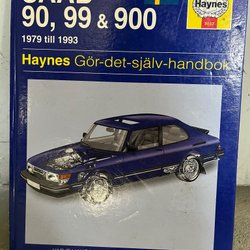 SAAB
90, 99 & 900
1979 till 1993
Haynes
Haynes Gör-det-själv-handbok